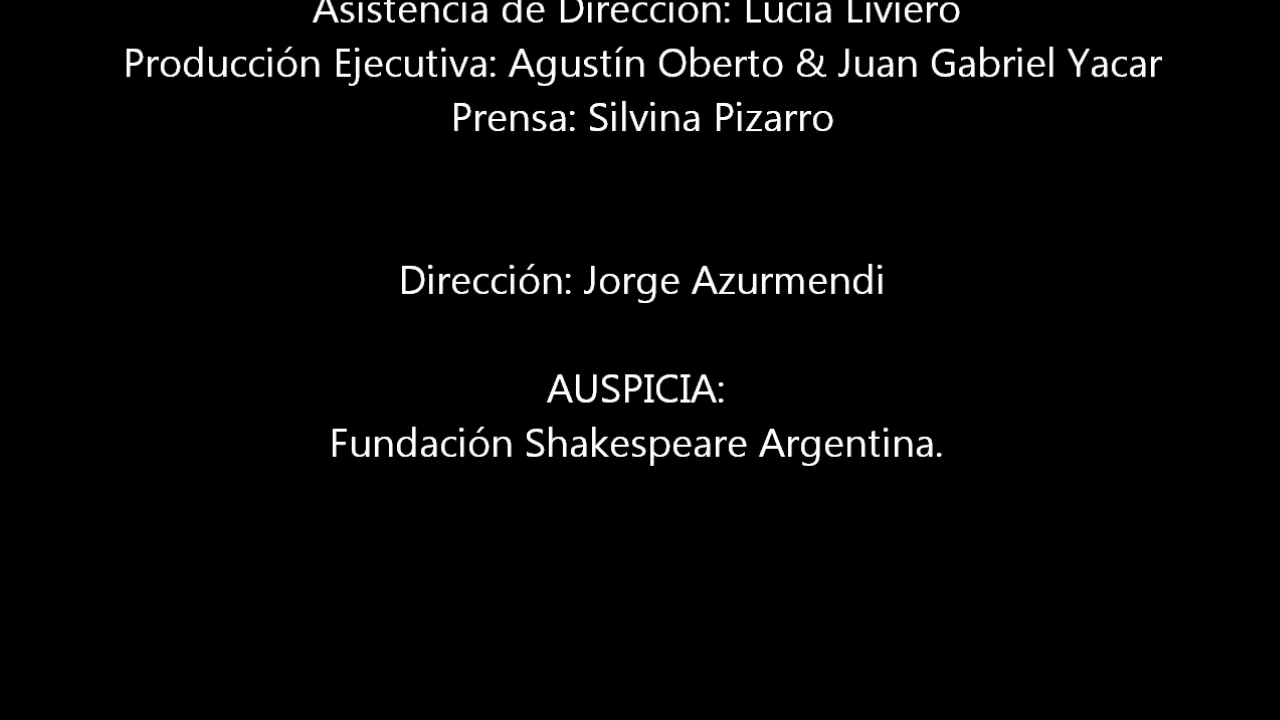 Asistencia de Dirección: Lucía Liviero
Producción Ejecutiva: Agustín Oberto & Juan Gabriel Yacar
Prensa: Silvina Pizarro
Dirección: Jorge Azurmendi
AUSPICIA:
Fundación Shakespeare Argentina.